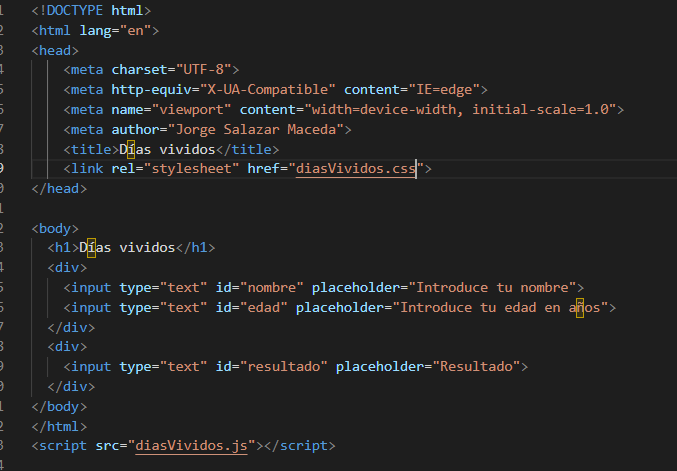 <!DOCTYPE html>
<html lang="en">
<head>
    <meta charset="UTF-8">
    <meta http-equiv="X-UA-Compatible" content="IE=edge">
    <meta name="viewport" content="width=device-width, initial-scale=1.0">
    <meta author="Jorge Salazar Maceda">
    <title>Días vividos</title>
    <link rel="stylesheet" href="diasVividos.css">
</head>

<body>
  <h1>Días vividos</h1>
  <div>
    <input type="text" id="nombre" placeholder="Introduce tu nombre">
    <input type="text" id="edad" placeholder="Introduce tu edad en años">
  </div>
  <div>
    <input type="text" id="resultado" placeholder="Resultado">
  </div>
</body>
</html>
<script src="diasVividos.js"></script>